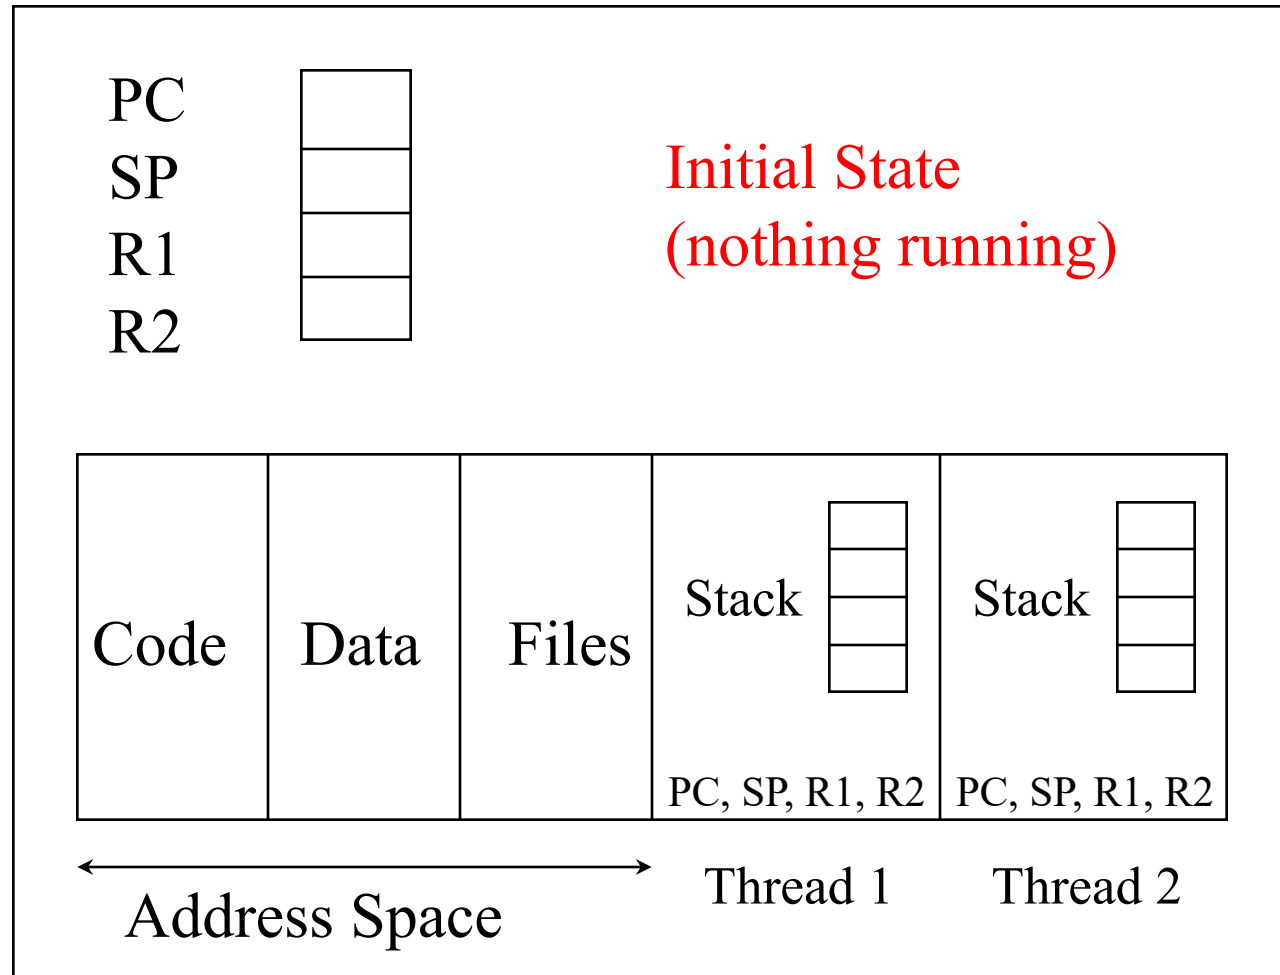 PC
SP
R1
R2
Initial State
(nothing running)
Code
Data
Files
Stack
PC, SP, R1, R2
Stack
PC, SP, R1, R2
Address Space
Thread 1
Thread 2